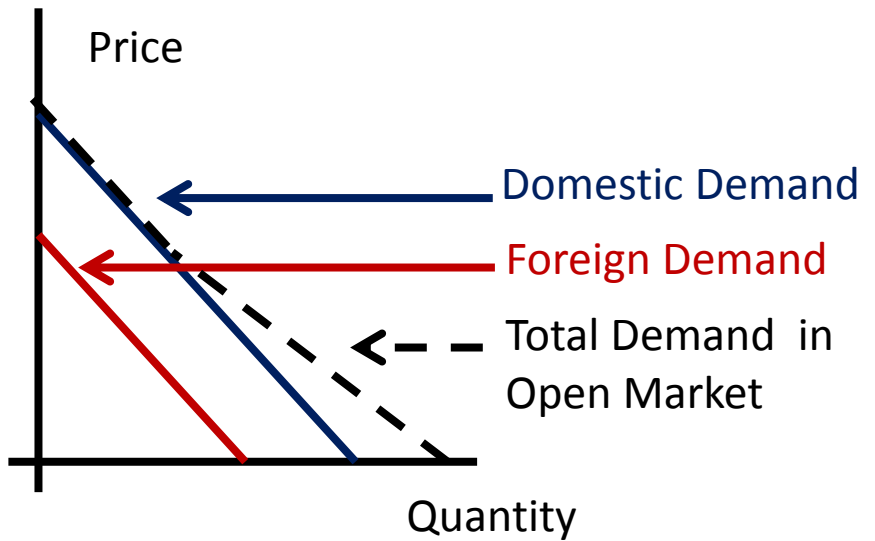 Price
Domestic Demand
Foreign Demand
Total Demand in
Open Market
Quantity